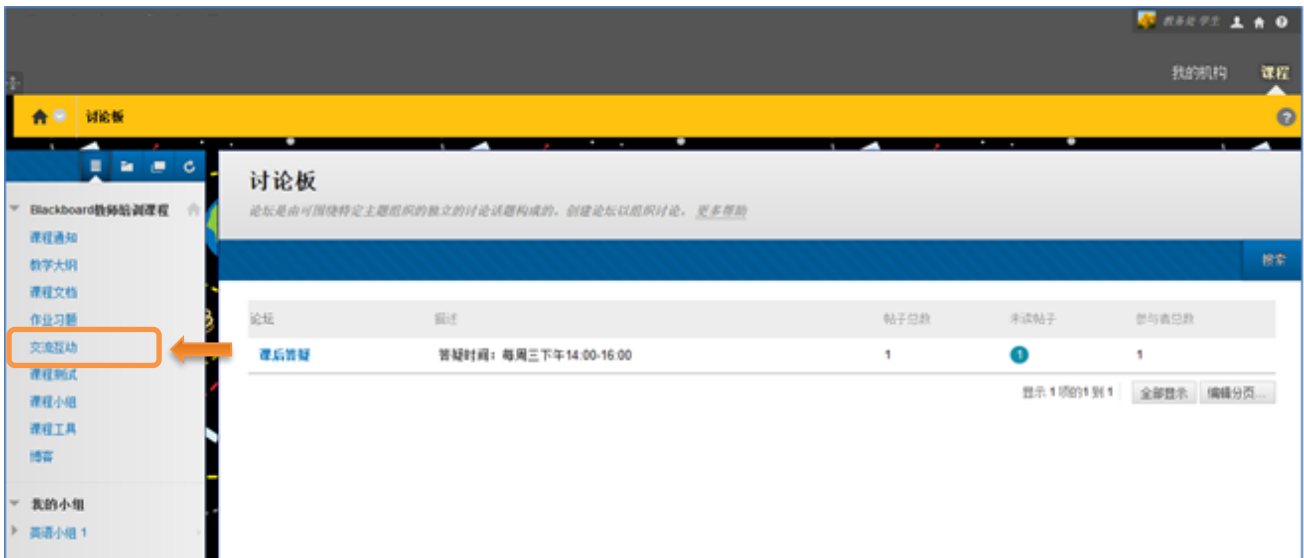 教务处 学生
我的机构 课程
讨论板
讨论板
论坛是由可围绕特定主题组织的独立的讨论话题构成的。创建论坛以组织讨论。 更多帮助
Blackboard教师培训课程
课程通知
教学大纲
课程文档
作业习题
交流互动
课程测试
课程小组
课程工具
博客
我的小组
英语小组 1
搜索
论坛 描述 帖子总数 未读帖子 参与者总数
课后答疑 答疑时间：每周三下午14:00-16:00 1 1 1
显示 1 项的1 到 1 全部显示 编辑分页...